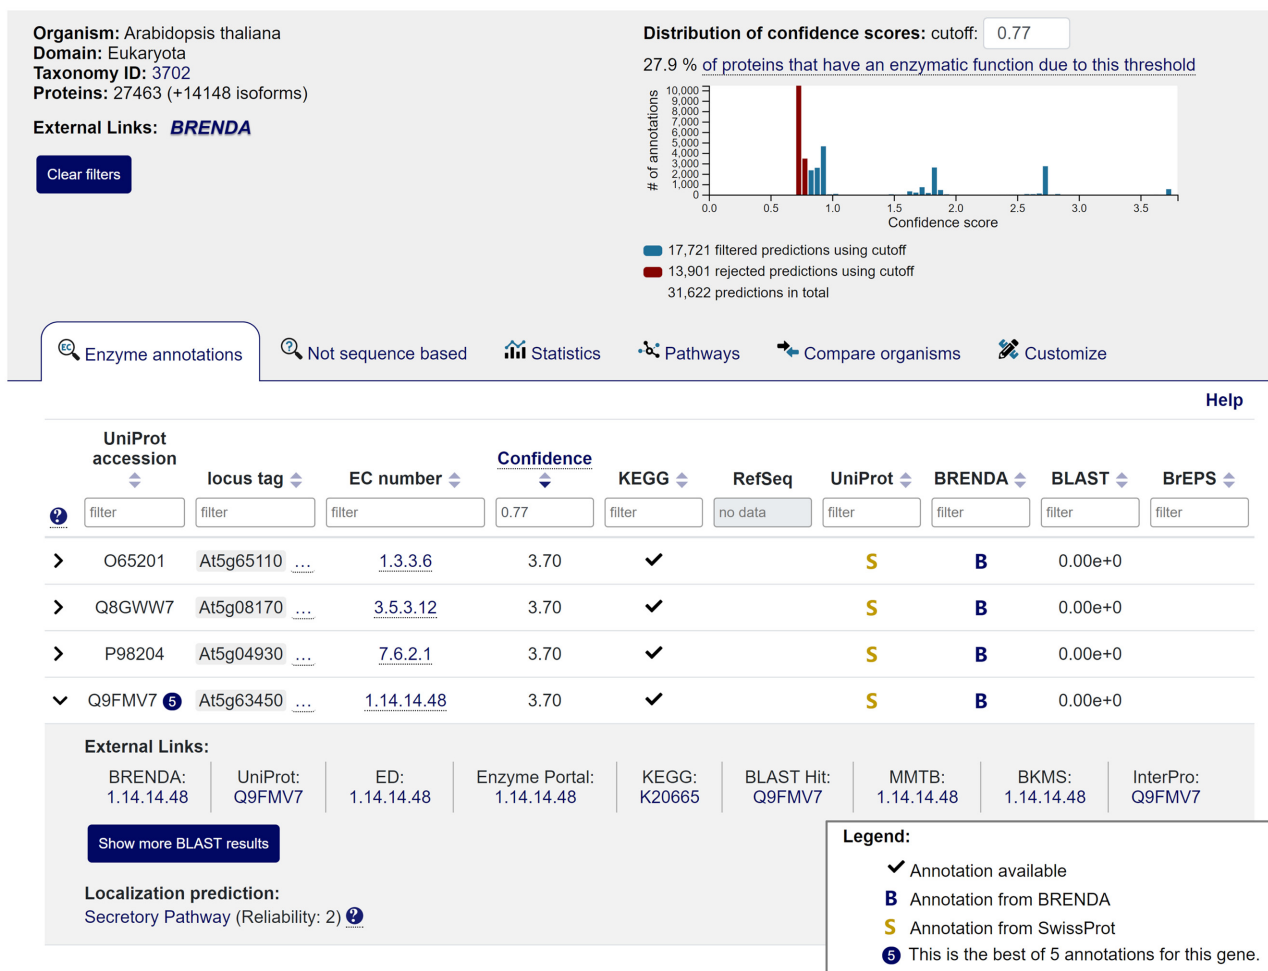 Organism: Arabidopsis thaliana
Domain: Eukaryota
Taxonomy ID: 3702
Proteins: 27463 (+14148 isoforms)
External Links: BRENDA
Clear filters
Distribution of confidence scores: cutoff: 0.77
27.9 % of proteins that have an enzymatic function due to this threshold
# of annotations
10,000
9,000
8,000
7,000
6,000
5,000
4,000
3,000
2,000
1,000
0
0.0 0.5 1.0 1.5 2.0 2.5 3.0 3.5
Confidence score
17,721 filtered predictions using cutoff
13,901 rejected predictions using cutoff
31,622 predictions in total
EC Enzyme annotations ? Not sequence based Statistics Pathways Compare organisms Customize
Help
UniProt accession locus tag EC number Confidence KEGG RefSeq UniProt BRENDA BLAST BrEPS
? filter filter filter 0.77 filter no data filter filter filter filter
O65201 At5g65110 ... 1.3.3.6 3.70 ✔ S B 0.00e+0
Q8GWW7 At5g08170 ... 3.5.3.12 3.70 ✔ S B 0.00e+0
P98204 At5g04930 ... 7.6.2.1 3.70 ✔ S B 0.00e+0
Q9FMV7 5 At5g63450 ... 1.14.14.48 3.70 ✔ S B 0.00e+0
External Links:
BRENDA: UniProt: ED: Enzyme Portal: KEGG: BLAST Hit: MMTB: BKMS: InterPro:
1.14.14.48 Q9FMV7 1.14.14.48 1.14.14.48 K20665 Q9FMV7 1.14.14.48 1.14.14.48 Q9FMV7
Show more BLAST results
Localization prediction:
Secretory Pathway (Reliability: 2) ?
Legend:
✔ Annotation available
B Annotation from BRENDA
S Annotation from SwissProt
5 This is the best of 5 annotations for this gene.